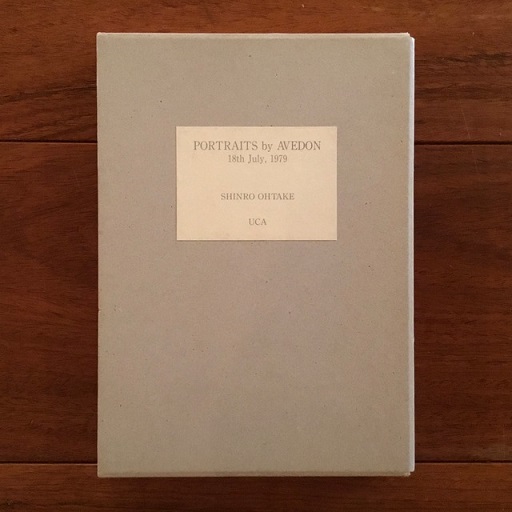 PORTRAITS by AVEDON
18th July, 1979
SHINRO OHTAKE
UCA